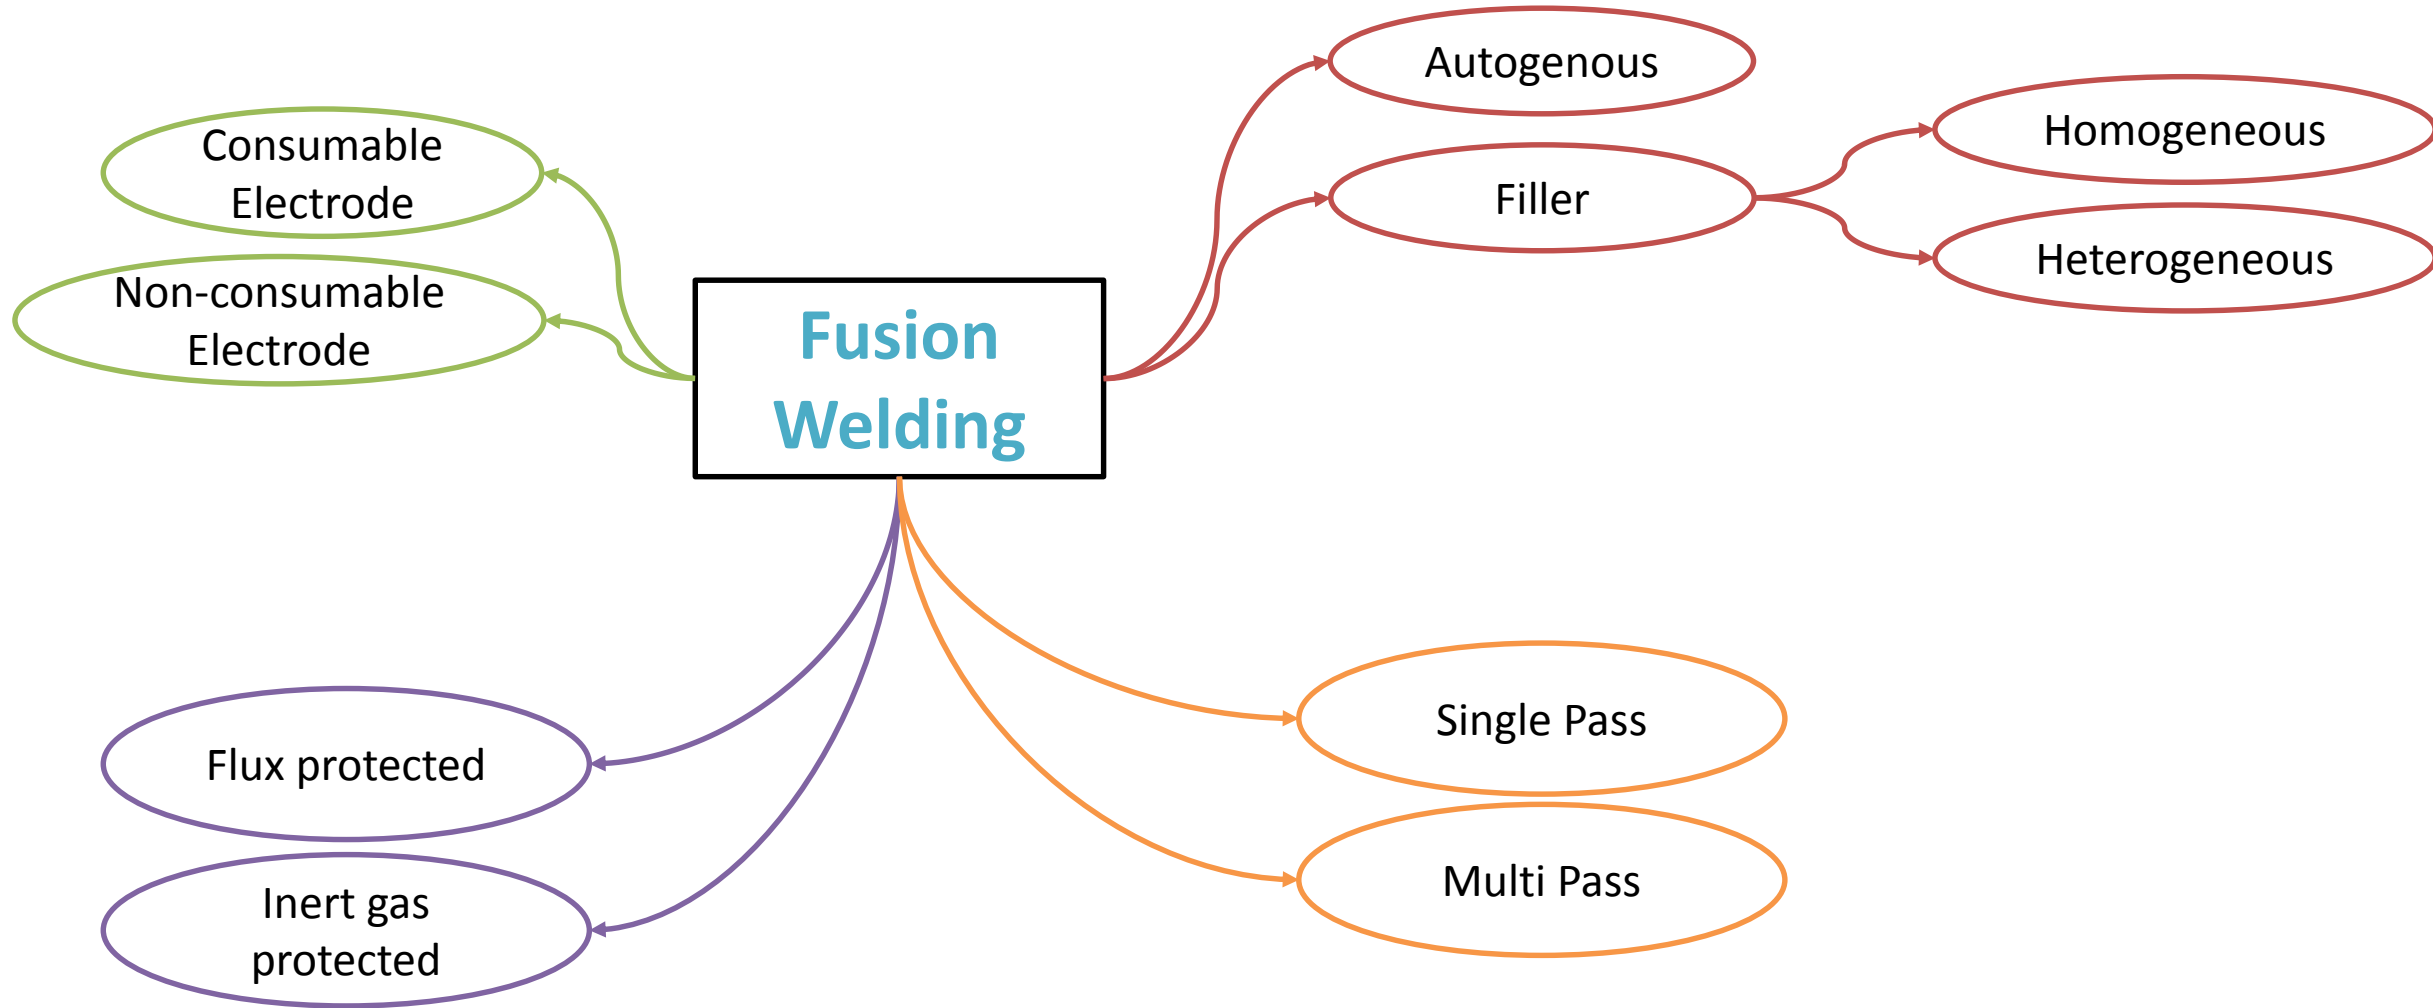 Autogenous
Homogeneous
Filler
Heterogeneous
Consumable
Electrode
Non-consumable
Electrode
Fusion
Welding
Flux protected
Inert gas
protected
Single Pass
Multi Pass